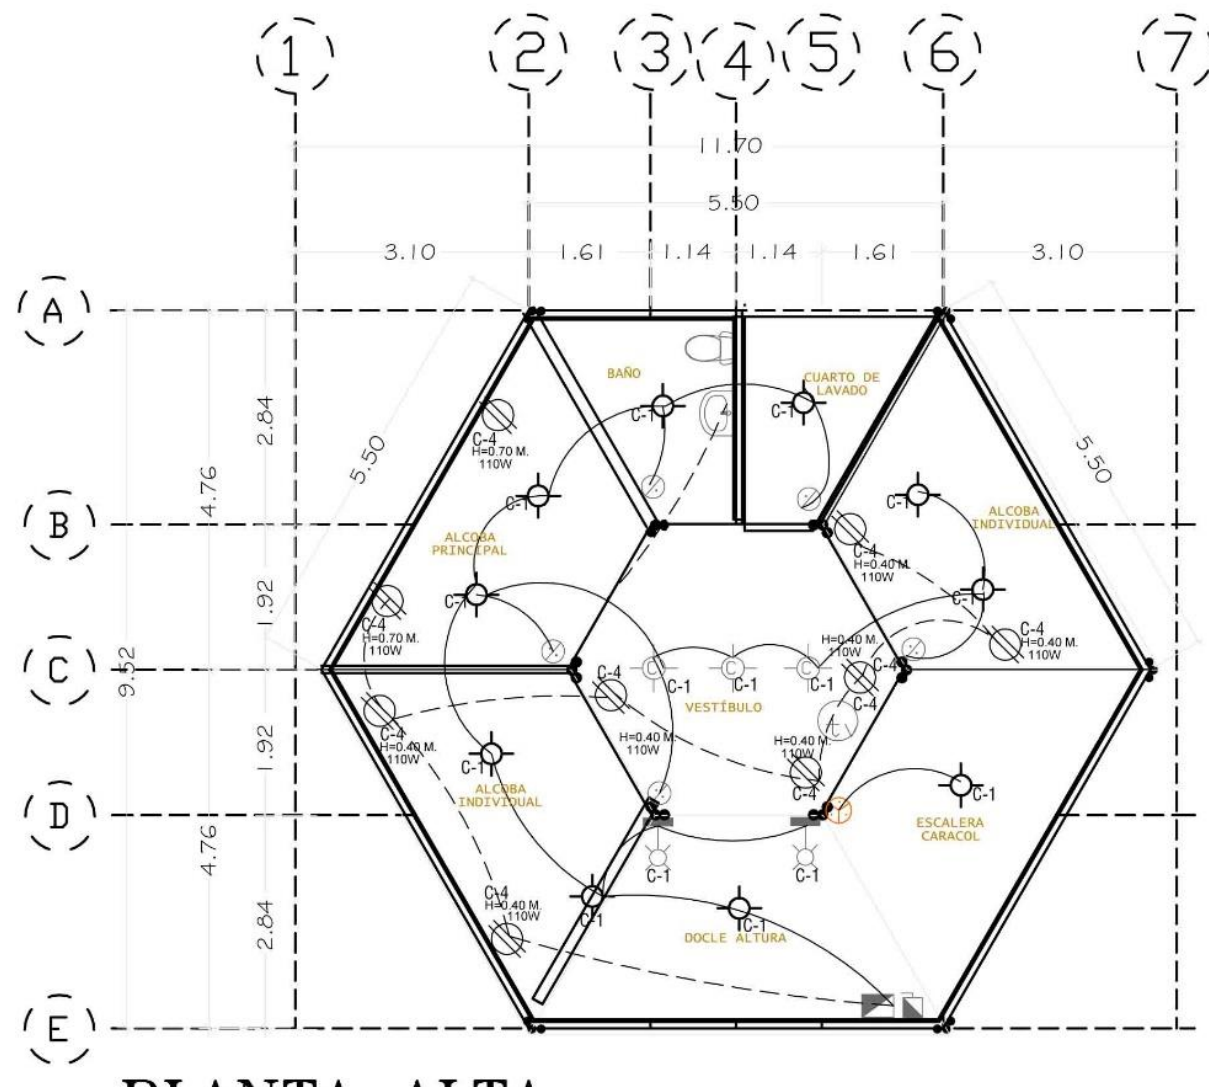 1 2 3 4 5 6 7
11.70
5.50
3.10 1.61 1.14 1.14 1.61 3.10
A
B
C
D
E
2.84
4.76
1.92
9.52
1.92
4.76
2.84
5.50
5.50
BAÑO
CUARTO DE
LAVADO
C-1
C-1
C-4
H=0.70 M.
110W
C-1
C-1
ALCOBA
PRINCIPAL
ALCOBA
INDIVIDUAL
C-4
H=0.40 M.
110W
C-1
C-1
C-4
H=0.70 M.
110W
C-4
H=0.40 M.
110W
H=0.40 M.
110W
C-4
C C C
C-1 C-1 C-1
C-4
C-4
VESTÍBULO
H=0.40 M.
110W
H=0.40 M.
110W
C-4
tv
C-4
H=0.40 M.
110W
C-1
ALCOBA
INDIVIDUAL
C-1
ESCALERA
CARACOL
C-1
C-1
C-4
H=0.40 M.
110W
C-1
C-1
DOCLE ALTURA
PLANTA ALTA